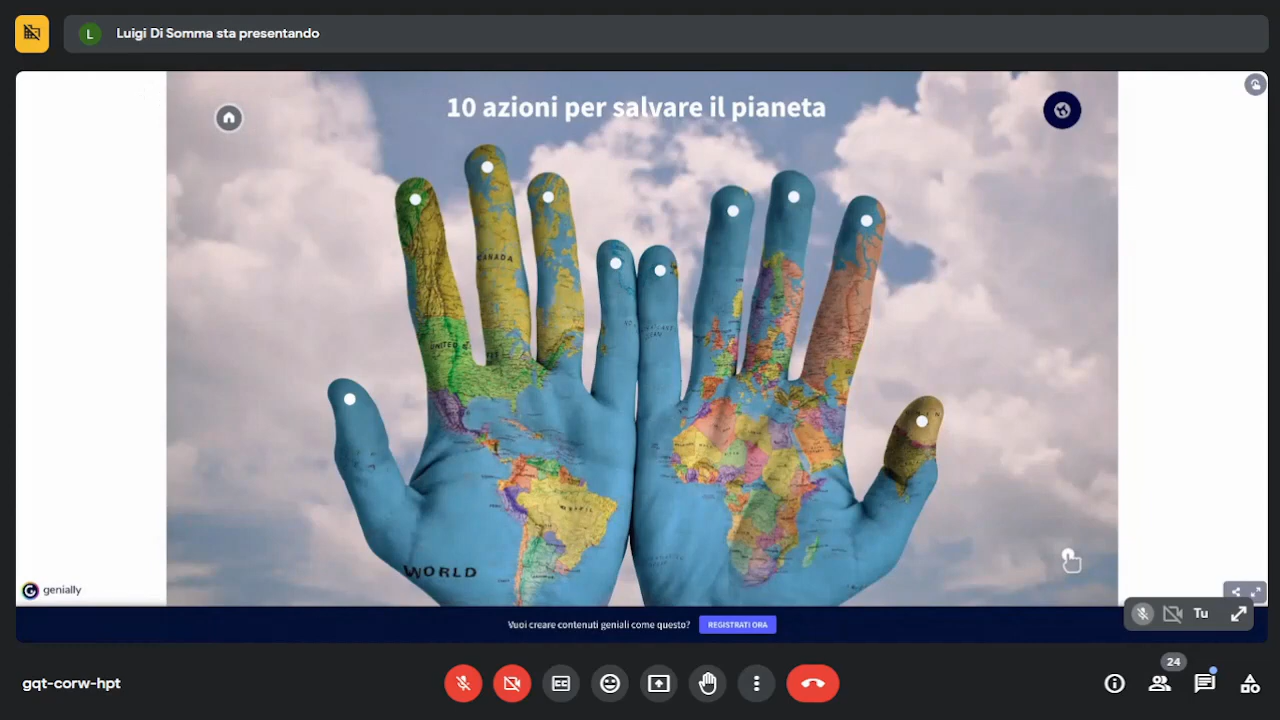 L Luigi Di Somma sta presentando
10 azioni per salvare il pianeta
CANADA
UNITED
WORLD
genially
Vuoi creare contenuti geniali come questo? REGISTRATI ORA
Tu
gqt-corw-hpt
24